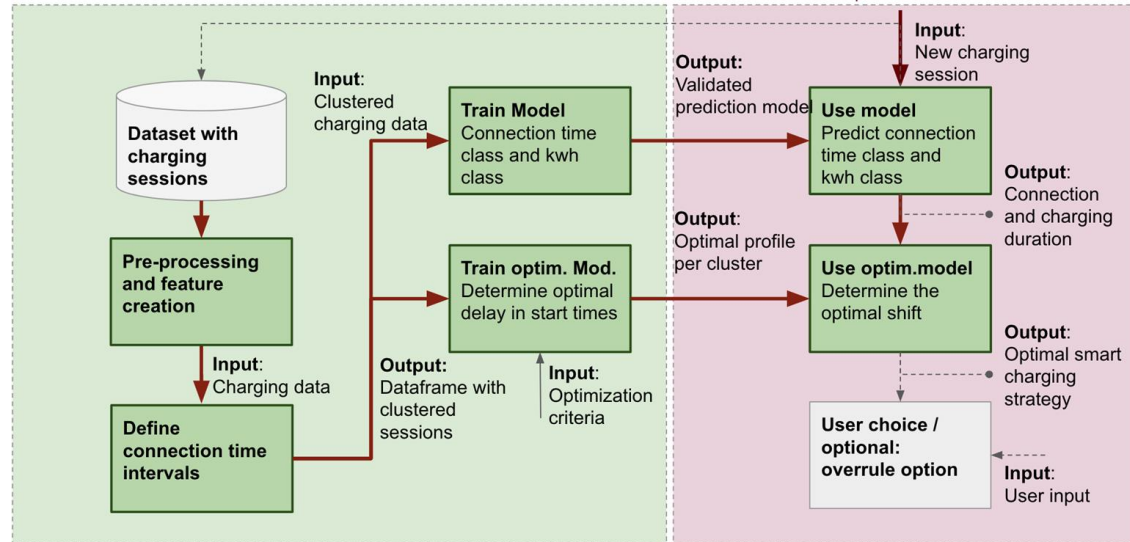 Dataset with
charging
sessions
Pre-processing
and feature
creation
Input:
Charging data
Define
connection time
intervals
Input:
Clustered
charging data
Train Model
Connection time
class and kwh
class
Train optim. Mod.
Determine optimal
delay in start times
Output:
Dataframe with
clustered
sessions
Input:
Optimization
criteria
Output:
Validated
prediction model
Output:
Optimal profile
per cluster
Input:
New charging
session
Use model
Predict connection
time class and
kwh class
Output:
Connection
and charging
duration
Use optim.model
Determine the
optimal shift
Output:
Optimal smart
charging
strategy
User choice /
optional:
overrule option
Input:
User input